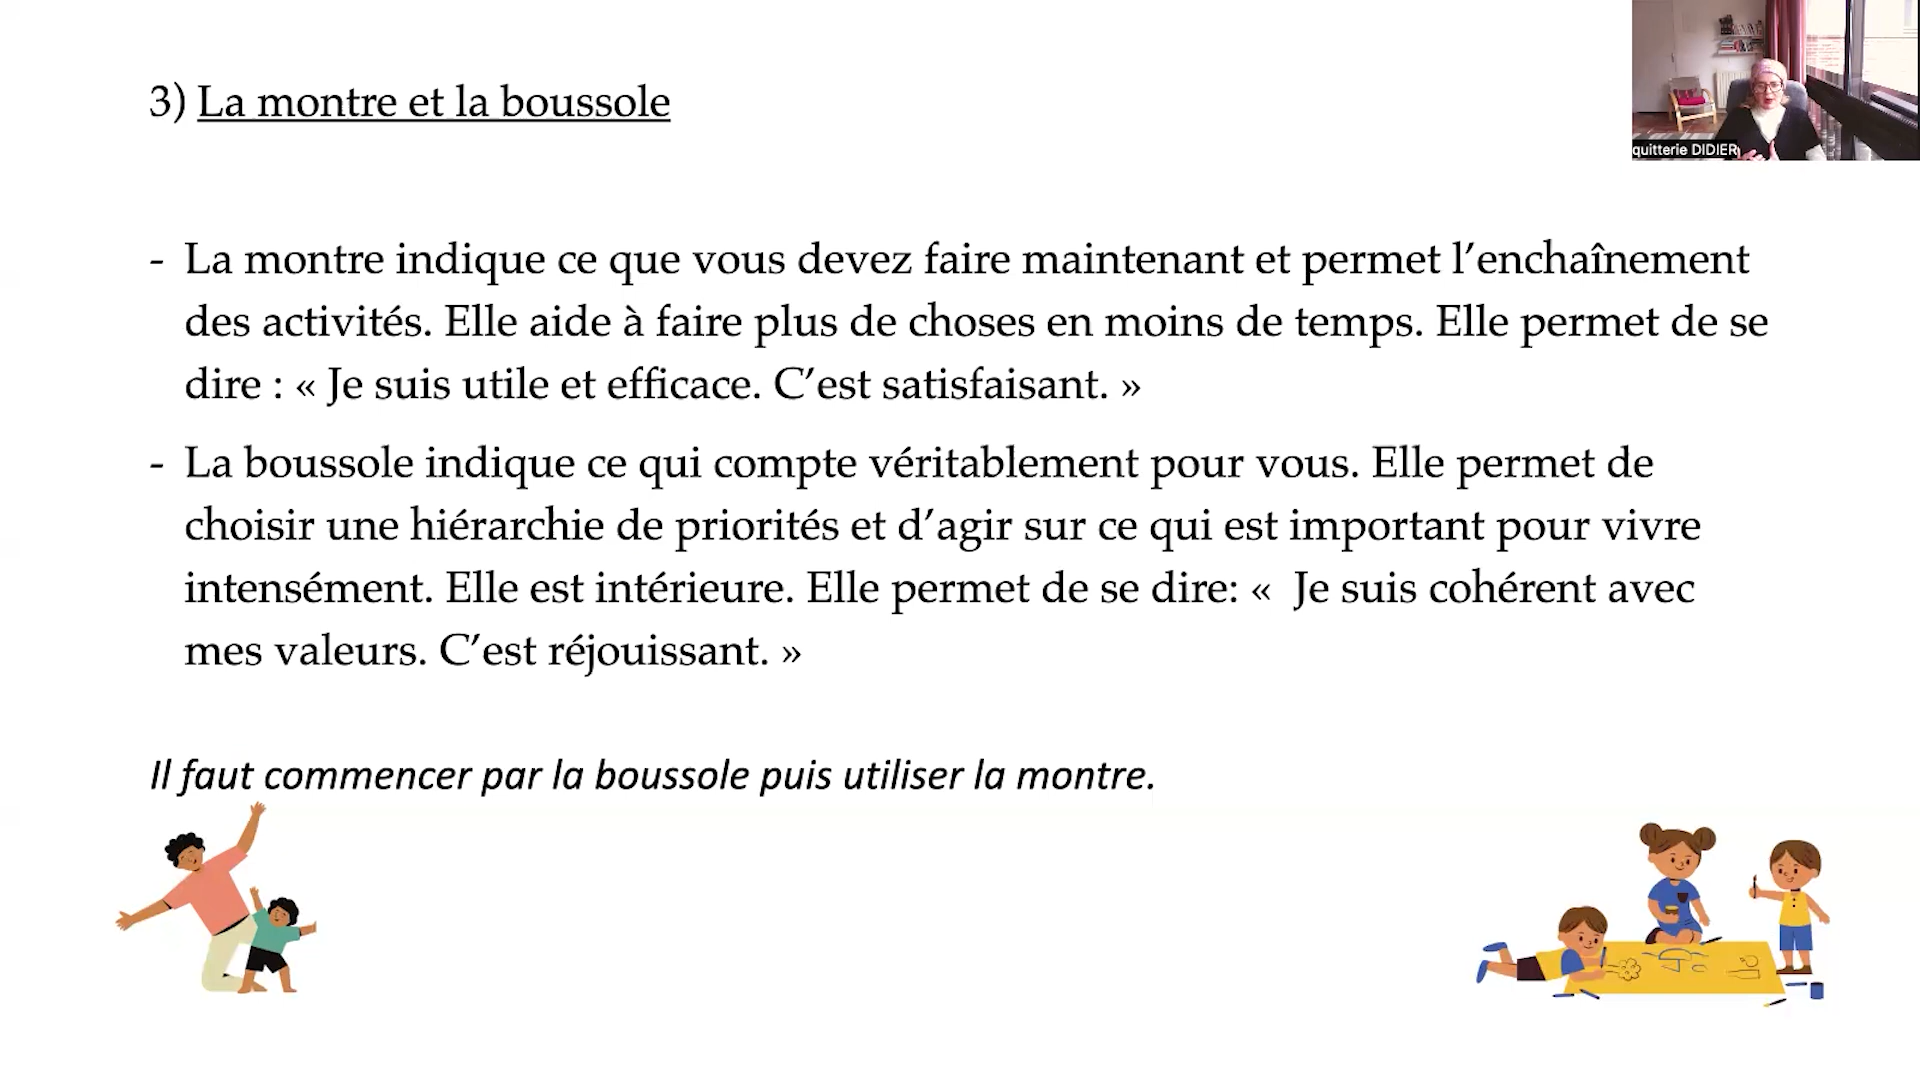 3) La montre et la boussole
quitterie DIDIER
- La montre indique ce que vous devez faire maintenant et permet l’enchaînement
des activités. Elle aide à faire plus de choses en moins de temps. Elle permet de se
dire : « Je suis utile et efficace. C’est satisfaisant. »
- La boussole indique ce qui compte véritablement pour vous. Elle permet de
choisir une hiérarchie de priorités et d’agir sur ce qui est important pour vivre
intensément. Elle est intérieure. Elle permet de se dire: «  Je suis cohérent avec
mes valeurs. C’est réjouissant. »
Il faut commencer par la boussole puis utiliser la montre.